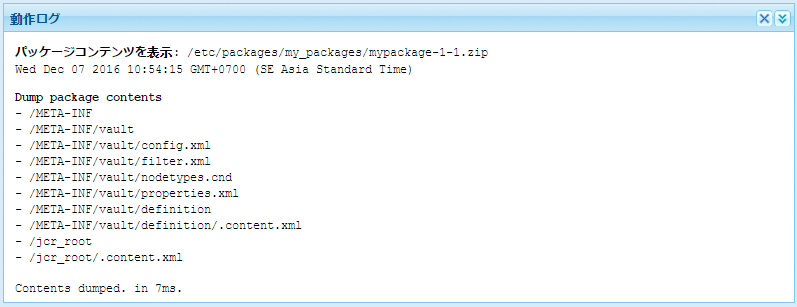 動作ログ
パッケージコンテンツを表示: /etc/packages/my_packages/mypackage-1-1.zip
Wed Dec 07 2016 10:54:15 GMT+0700 (SE Asia Standard Time)
Dump package contents
- /META-INF
- /META-INF/vault
- /META-INF/vault/config.xml
- /META-INF/vault/filter.xml
- /META-INF/vault/nodetypes.cnd
- /META-INF/vault/properties.xml
- /META-INF/vault/definition
- /META-INF/vault/definition/.content.xml
- /jcr_root
- /jcr_root/.content.xml
Contents dumped. in 7ms.